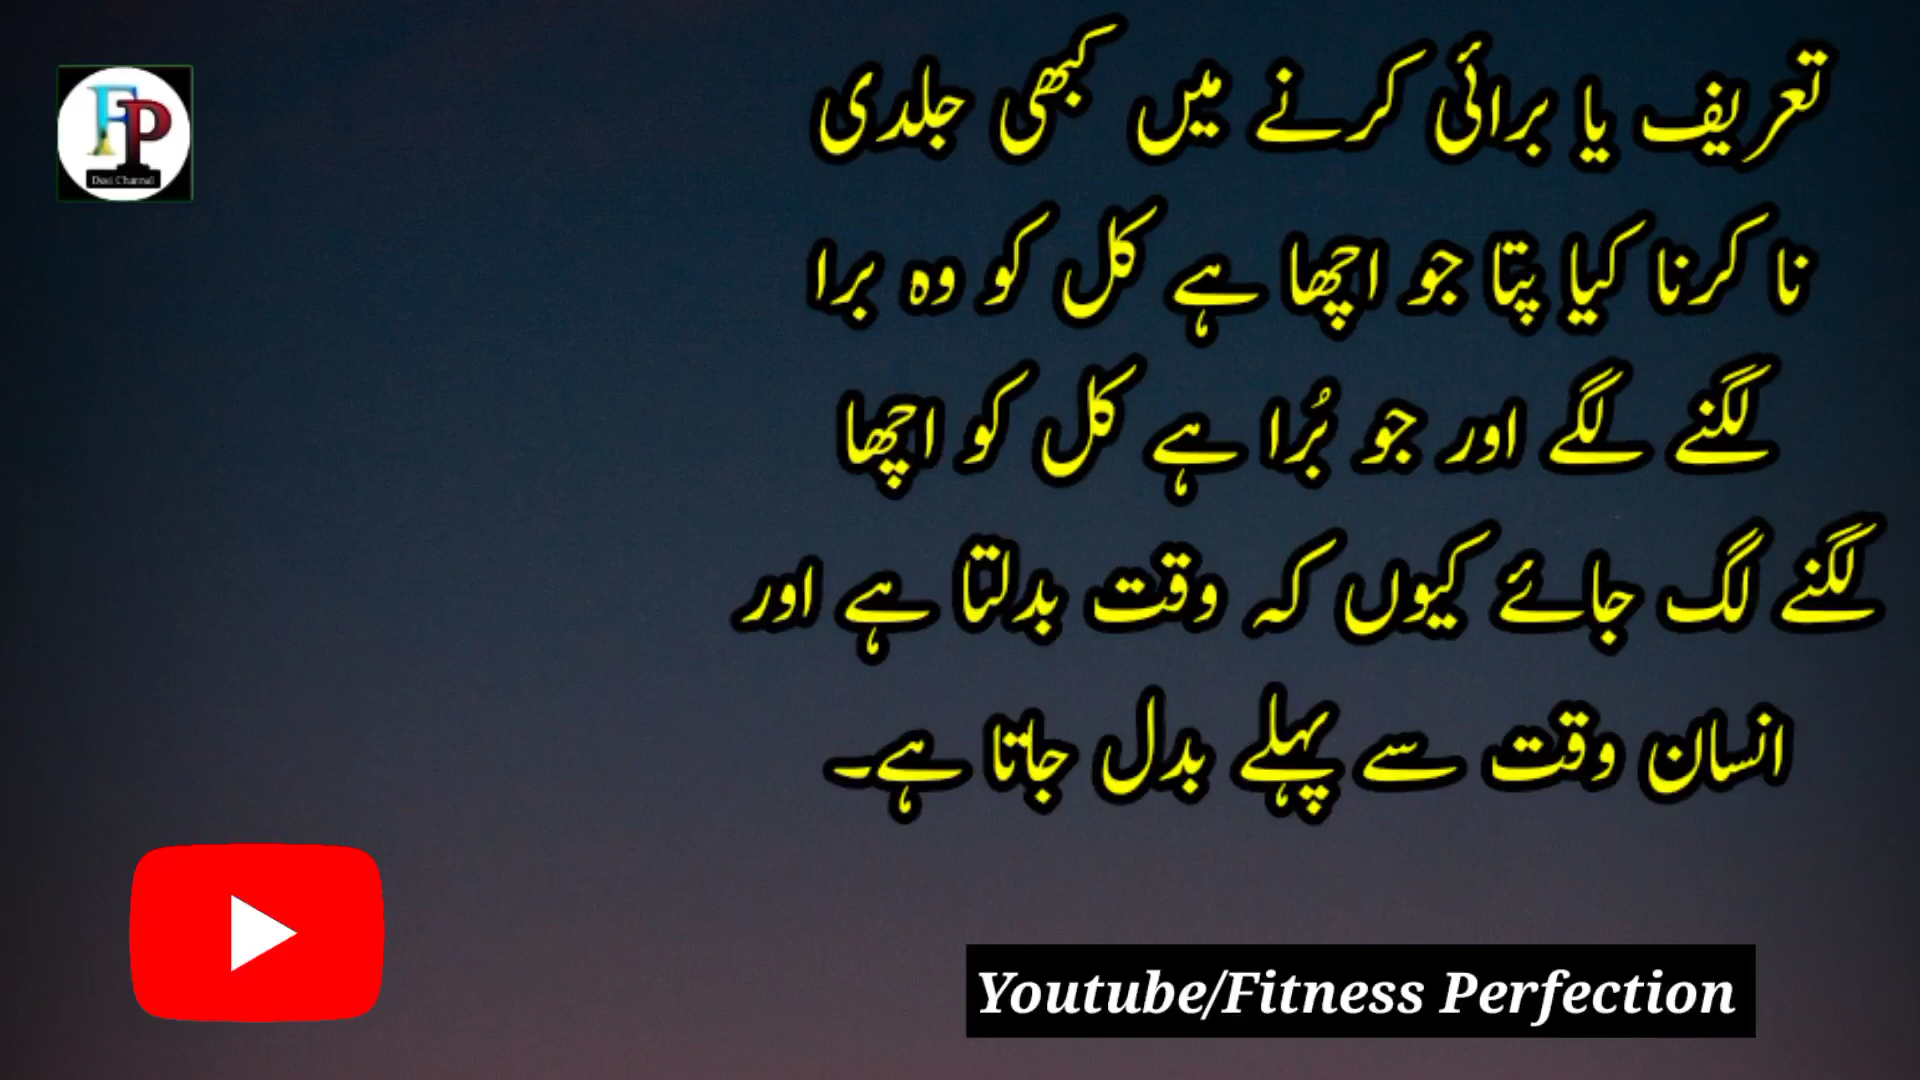 FP
Desi Channel
تعریف یا برائی کرنے میں کبھی جلدی
نا کرنا کیا پتا جو اچھا ہے کل کو وہ برا
لگنے لگے اور جو بُرا ہے کل کو اچھا
لگنے لگ جائے کیوں کہ وقت بدلتا ہے اور
انسان وقت سے پہلے بدل جاتا ہے۔
Youtube/Fitness Perfection